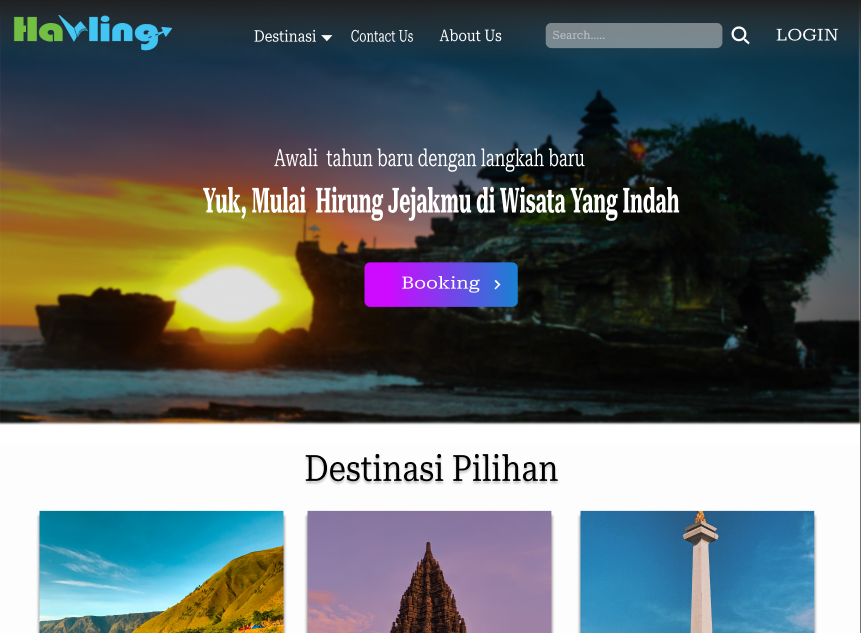 Havling
Destinasi
Contact Us
About Us
Search.....
LOGIN
Awali tahun baru dengan langkah baru
Yuk, Mulai Hirung Jejakmu di Wisata Yang Indah
Booking
Destinasi Pilihan